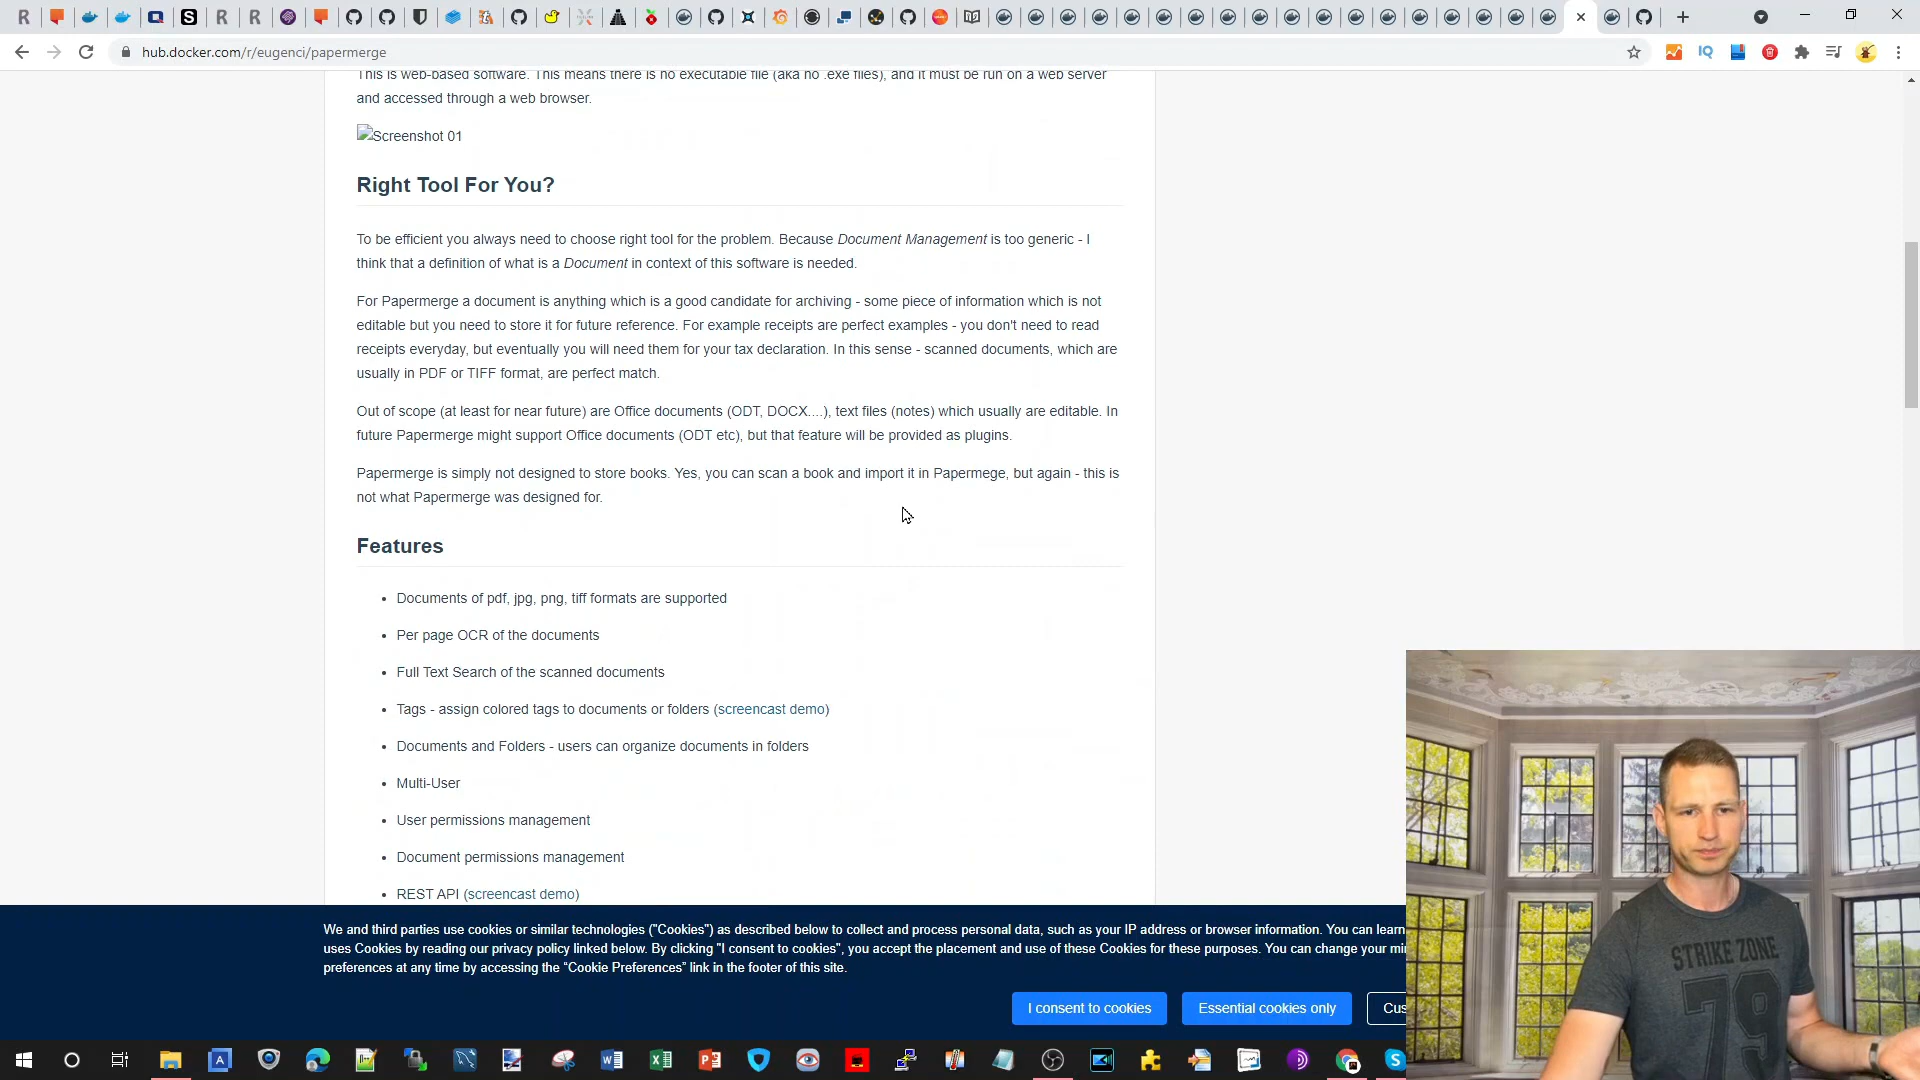 hub.docker.com/r/eugenci/papermerge
This is web-based software. This means there is no executable file (aka no .exe files), and it must be run on a web server
and accessed through a web browser.
Screenshot 01
Right Tool For You?
To be efficient you always need to choose right tool for the problem. Because Document Management is too generic - I
think that a definition of what is a Document in context of this software is needed.
For Papermerge a document is anything which is a good candidate for archiving - some piece of information which is not
editable but you need to store it for future reference. For example receipts are perfect examples - you don't need to read
receipts everyday, but eventually you will need them for your tax declaration. In this sense - scanned documents, which are
usually in PDF or TIFF format, are perfect match.
Out of scope (at least for near future) are Office documents (ODT, DOCX....), text files (notes) which usually are editable. In
future Papermerge might support Office documents (ODT etc), but that feature will be provided as plugins.
Papermerge is simply not designed to store books. Yes, you can scan a book and import it in Papermege, but again - this is
not what Papermerge was designed for.
Features
• Documents of pdf, jpg, png, tiff formats are supported
• Per page OCR of the documents
• Full Text Search of the scanned documents
• Tags - assign colored tags to documents or folders (screencast demo)
• Documents and Folders - users can organize documents in folders
• Multi-User
• User permissions management
• Document permissions management
• REST API (screencast demo)
We and third parties use cookies or similar technologies ("Cookies") as described below to collect and process personal data, such as your IP address or browser information. You can learn
uses Cookies by reading our privacy policy linked below. By clicking "I consent to cookies", you accept the placement and use of these Cookies for these purposes. You can change your mi
preferences at any time by accessing the "Cookie Preferences" link in the footer of this site.
I consent to cookies
Essential cookies only
Cus
STRIKE ZONE
79